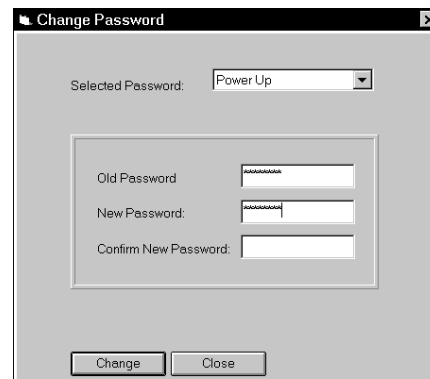 Change Password
Selected Password: Power Up
Old Password ********
New Password: ********
Confirm New Password:
Change Close